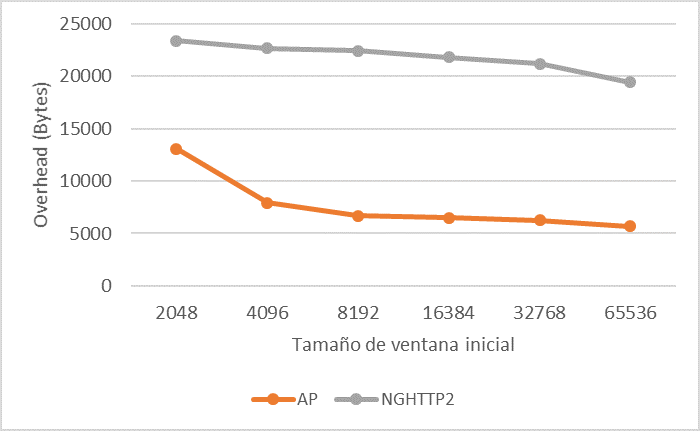 25000
20000
15000
10000
5000
0
Overhead (Bytes)
2048 4096 8192 16384 32768 65536
Tamaño de ventana inicial
AP NGHTTP2